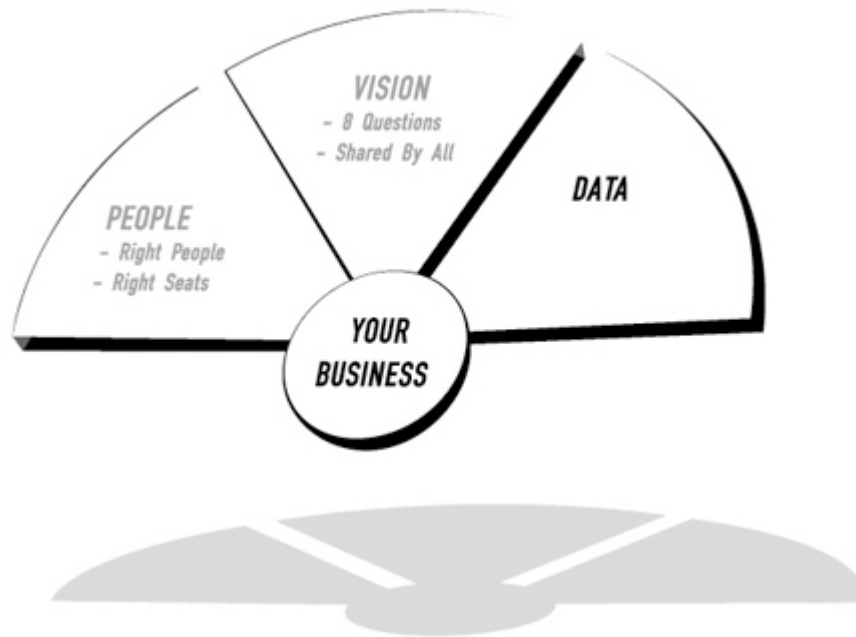 VISION
- 8 Questions
- Shared By All
DATA
PEOPLE
- Right People
- Right Seats
YOUR
BUSINESS